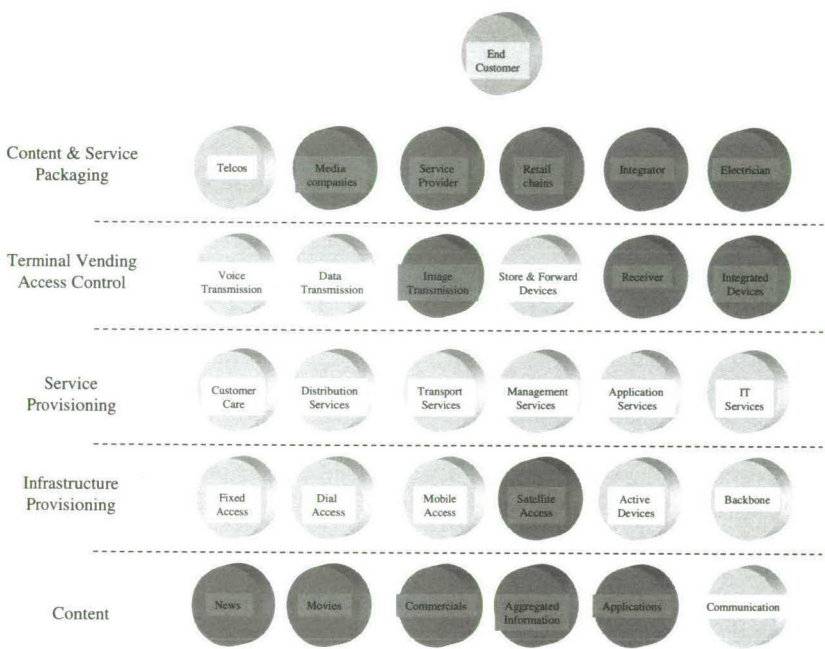 End
Customer
Content & Service
Packaging
Telcos
Media
companies
Service
Provider
Retail
chains
Integrator
Electrician
Terminal Vending
Access Control
Voice
Transmission
Data
Transmission
Image
Transmission
Store & Forward
Devices
Receiver
Integrated
Devices
Service
Provisioning
Customer
Care
Distribution
Services
Transport
Services
Management
Services
Application
Services
IT
Services
Infrastructure
Provisioning
Fixed
Access
Dial
Access
Mobile
Access
Satellite
Access
Active
Devices
Backbone
Content
News
Movies
Commercials
Aggregated
Information
Applications
Communication